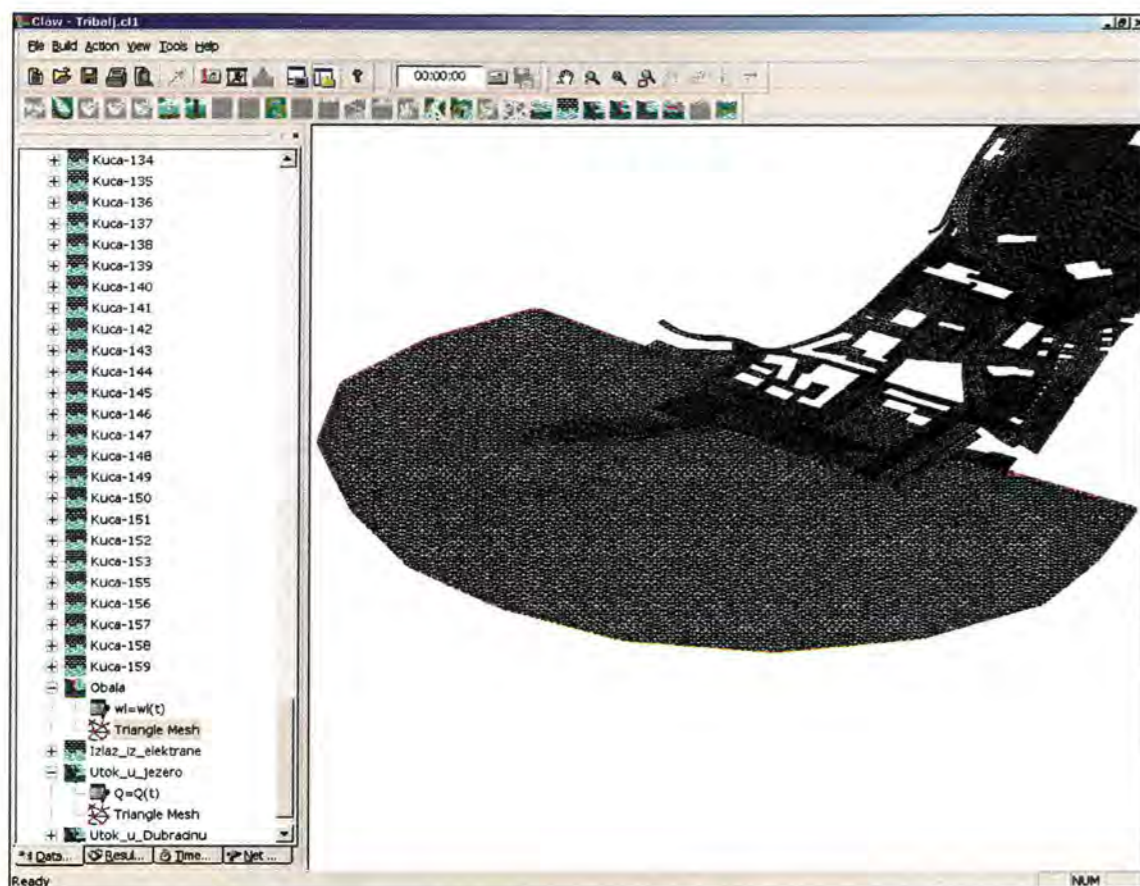 Claw - Tribalj.cl1
File Build Action View Tools Help
00:00:00
Kuca-134
Kuca-135
Kuca-136
Kuca-137
Kuca-138
Kuca-139
Kuca-140
Kuca-141
Kuca-142
Kuca-143
Kuca-144
Kuca-145
Kuca-146
Kuca-147
Kuca-148
Kuca-149
Kuca-150
Kuca-151
Kuca-152
Kuca-153
Kuca-155
Kuca-156
Kuca-157
Kuca-158
Kuca-159
Obala
wl=wl(t)
Triangle Mesh
Izlaz_iz_elektrane
Utok_u_jezero
Q=Q(t)
Triangle Mesh
Utok_u_Dubracinu
Data... Resul... Time... Net ...
Ready NUM